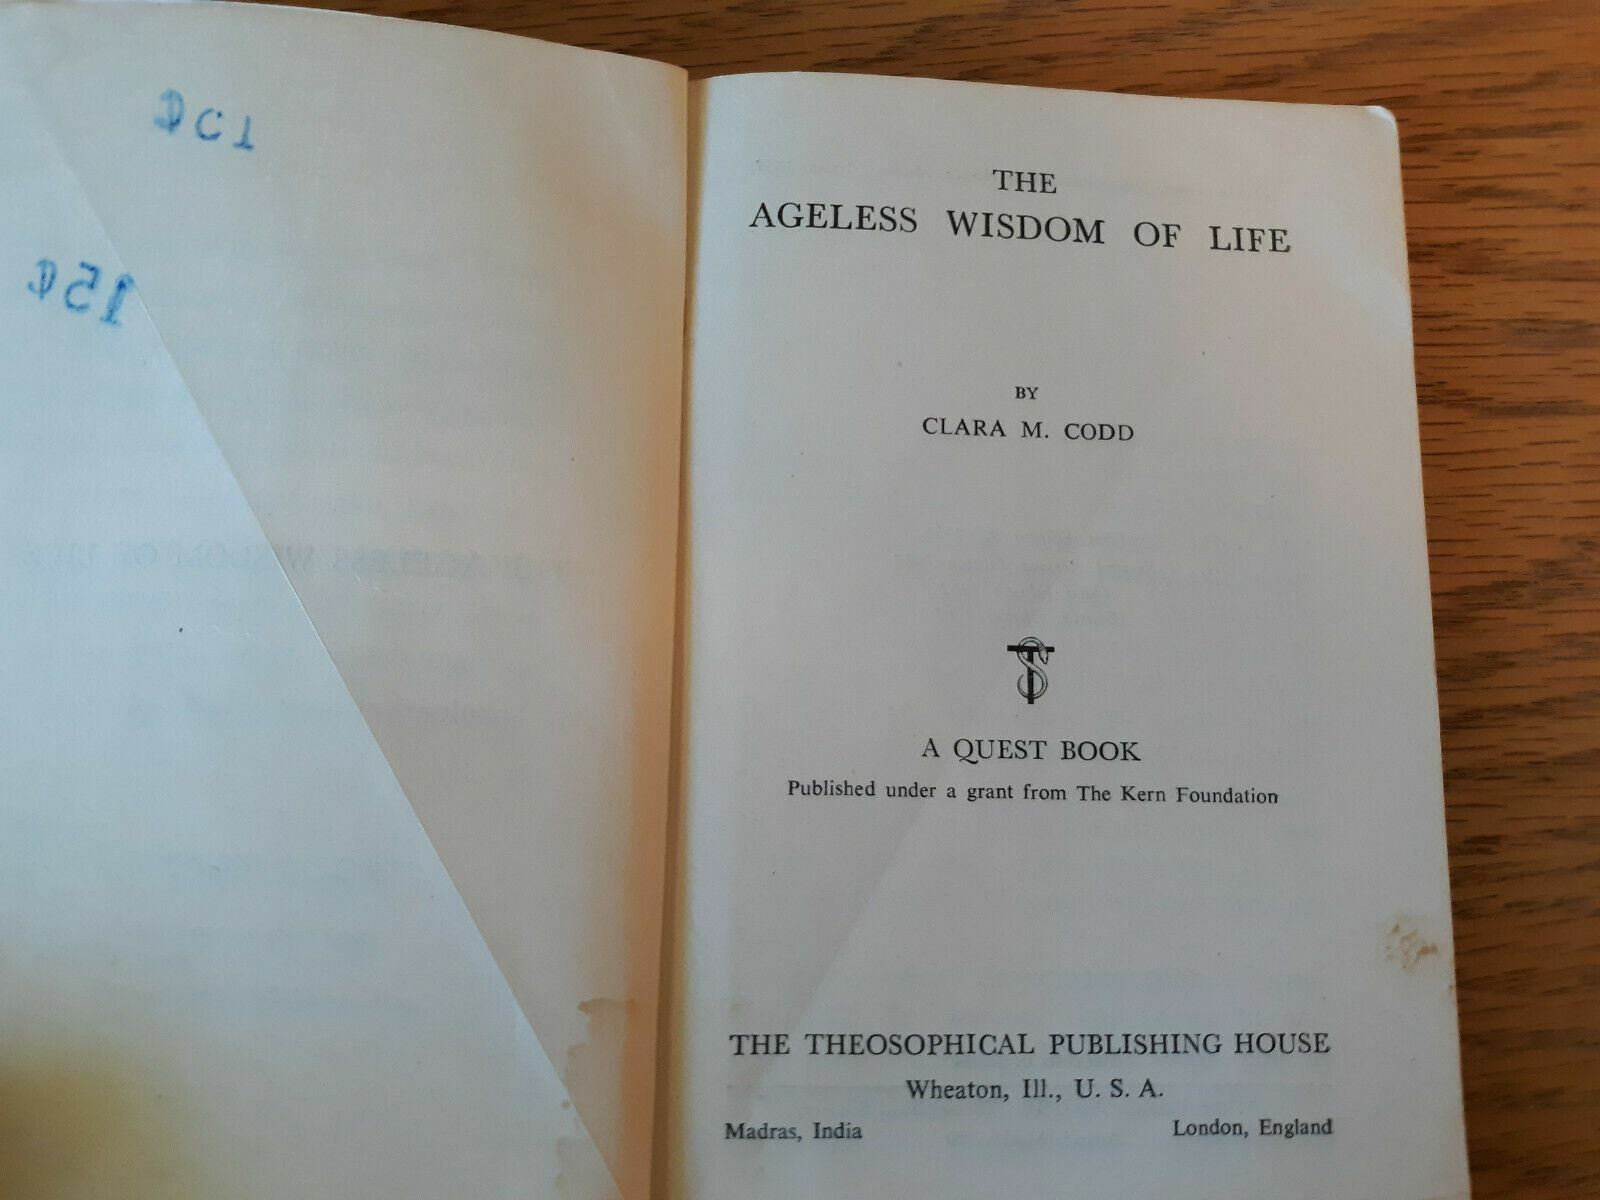 THE
AGELESS WISDOM OF LIFE
BY
CLARA M. CODD
TS
A QUEST BOOK
Published under a grant from The Kern Foundation
THE THEOSOPHICAL PUBLISHING HOUSE
Wheaton, Ill., U. S. A.
Madras, India London, England